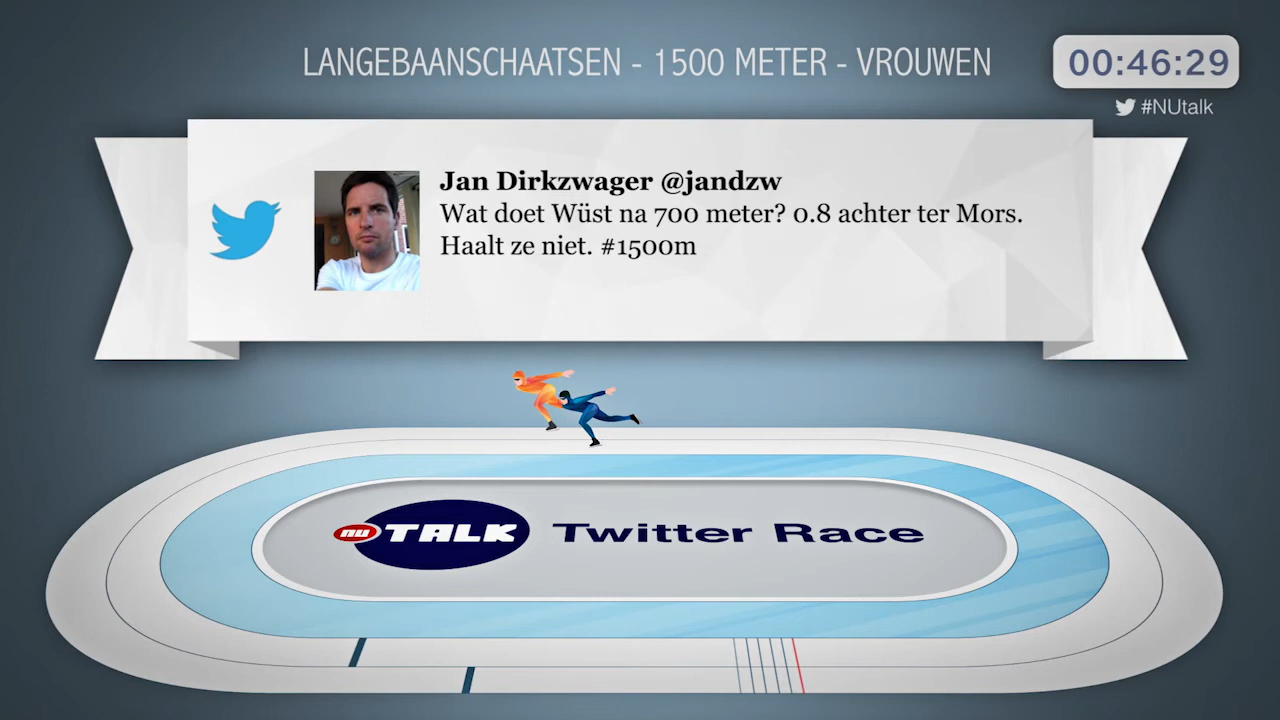 LANGEBAANSCHAATSEN - 1500 METER - VROUWEN
00:46:29
#NUtalk
Jan Dirkzwager @jandzw
Wat doet Wüst na 700 meter? 0.8 achter ter Mors.
Haalt ze niet. #1500m
nu TALK Twitter Race